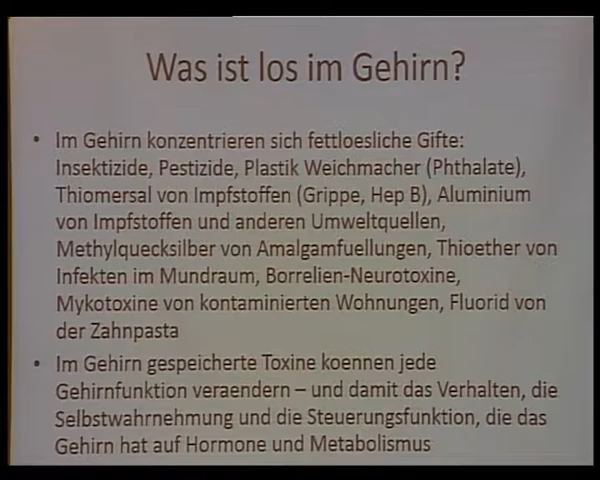 Was ist los im Gehirn?
• Im Gehirn konzentrieren sich fettloesliche Gifte:
Insektizide, Pestizide, Plastik Weichmacher (Phthalate),
Thiomersal von Impfstoffen (Grippe, Hep B), Aluminium
von Impfstoffen und anderen Umweltquellen,
Methylquecksilber von Amalgamfuellungen, Thioether von
Infekten im Mundraum, Borrelien-Neurotoxine,
Mykotoxine von kontaminierten Wohnungen, Fluorid von
der Zahnpasta
• Im Gehirn gespeicherte Toxine koennen jede
Gehirnfunktion veraendern – und damit das Verhalten, die
Selbstwahrnehmung und die Steuerungsfunktion, die das
Gehirn hat auf Hormone und Metabolismus